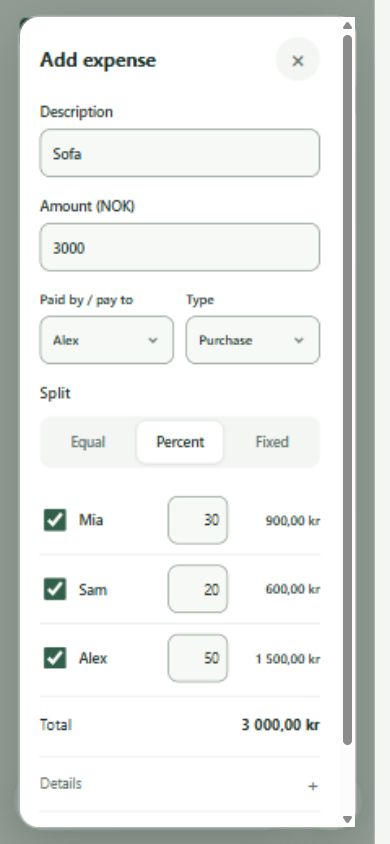 Add expense ×
Description
Sofa
Amount (NOK)
3000
Paid by / pay to Type
Alex Purchase
Split
Equal Percent Fixed
Mia 30 900,00 kr
Sam 20 600,00 kr
Alex 50 1 500,00 kr
Total 3 000,00 kr
Details +